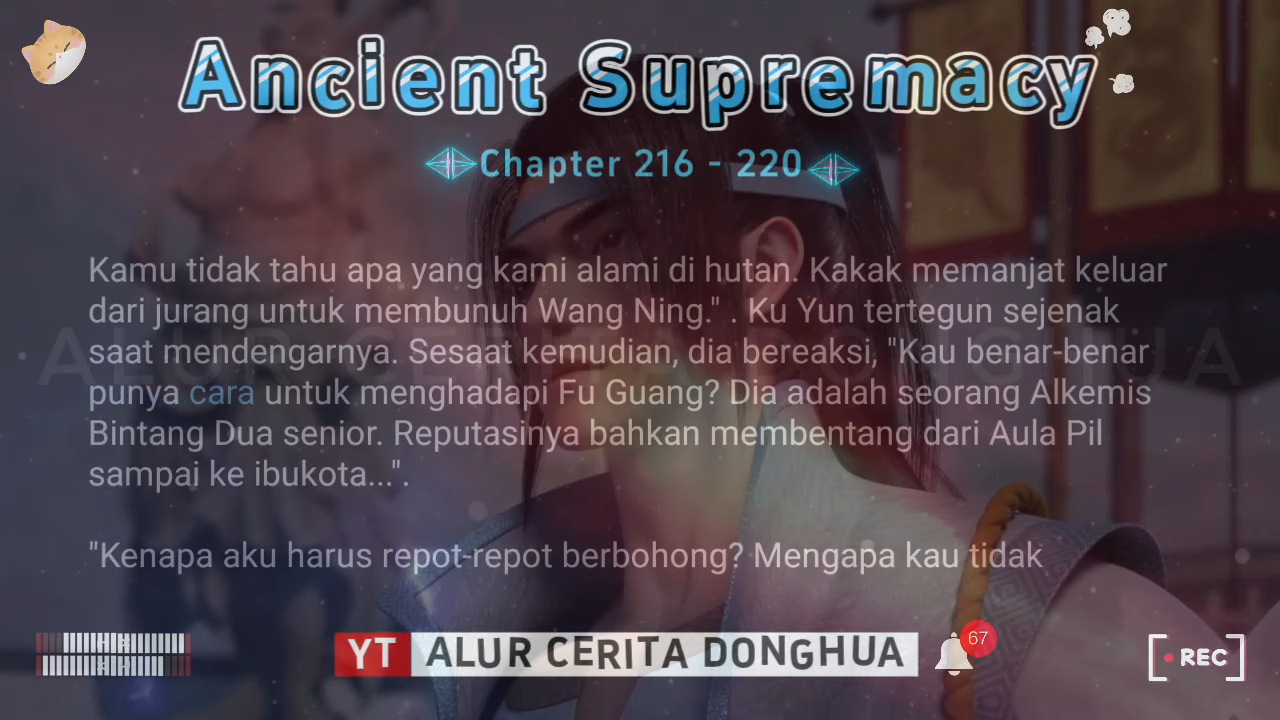 Ancient Supremacy
Chapter 216 - 220
Kamu tidak tahu apa yang kami alami di hutan. Kakak memanjat keluar
dari jurang untuk membunuh Wang Ning." . Ku Yun tertegun sejenak
saat mendengarnya. Sesaat kemudian, dia bereaksi, "Kau benar-benar
punya cara untuk menghadapi Fu Guang? Dia adalah seorang Alkemis
Bintang Dua senior. Reputasinya bahkan membentang dari Aula Pil
sampai ke ibukota...".
"Kenapa aku harus repot-repot berbohong? Mengapa kau tidak
YT ALUR CERITA DONGHUA
67
REC